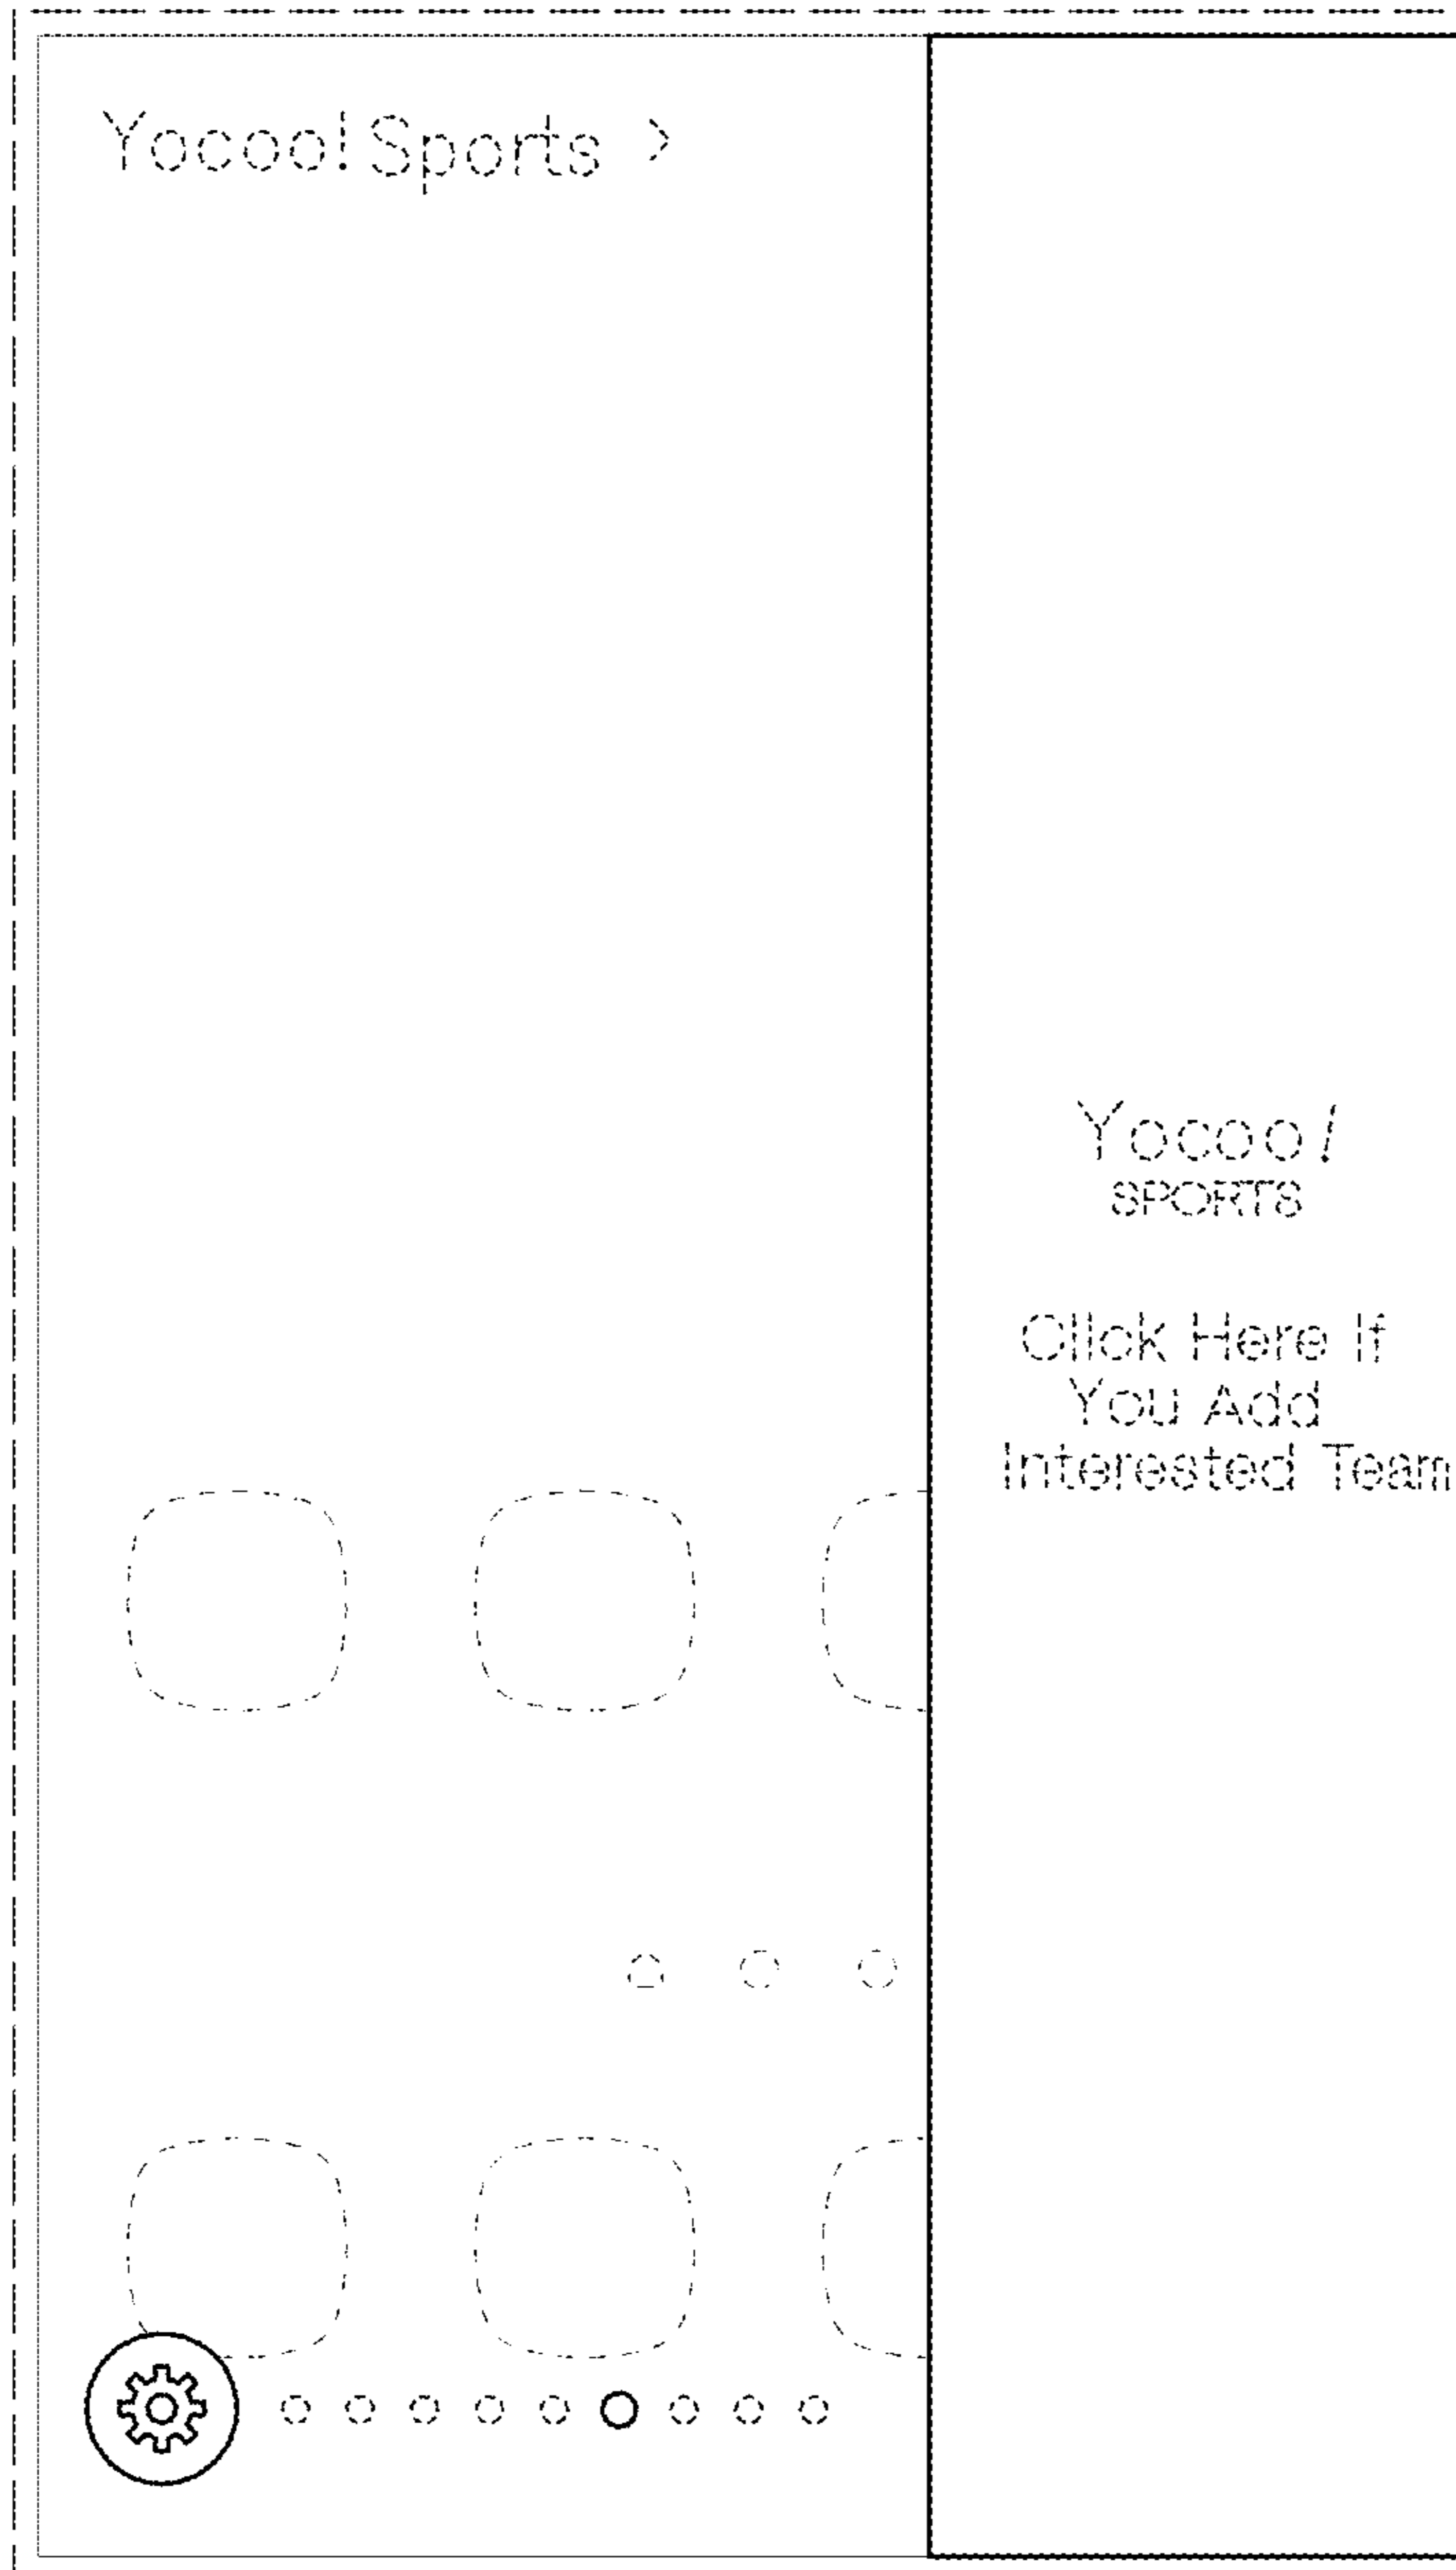 Yocoo! Sports >
Yocoo!
SPORTS
Click Here If
You Add
Interested Team